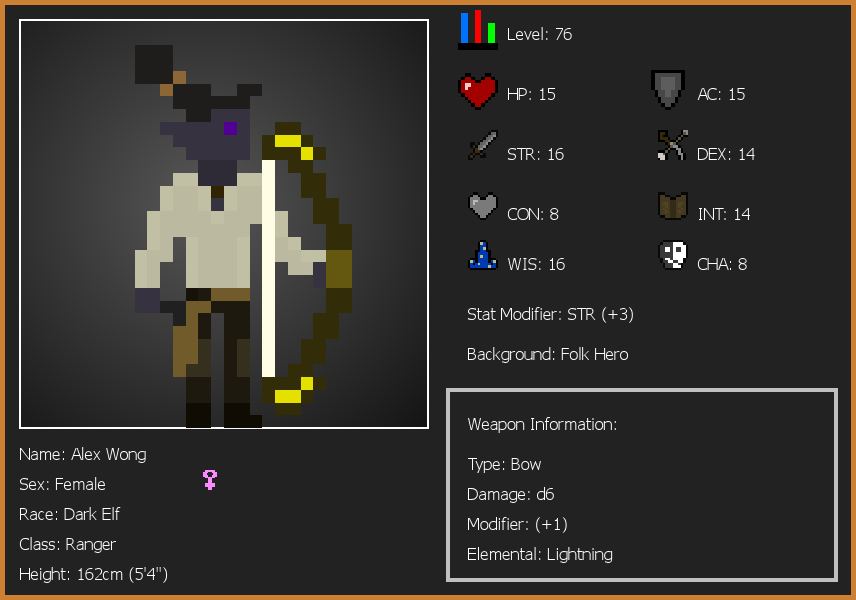 Level: 76
HP: 15
AC: 15
STR: 16
DEX: 14
CON: 8
INT: 14
WIS: 16
CHA: 8
Stat Modifier: STR (+3)
Background: Folk Hero
Weapon Information:
Type: Bow
Damage: d6
Modifier: (+1)
Elemental: Lightning
Name: Alex Wong
Sex: Female
Race: Dark Elf
Class: Ranger
Height: 162cm (5'4")